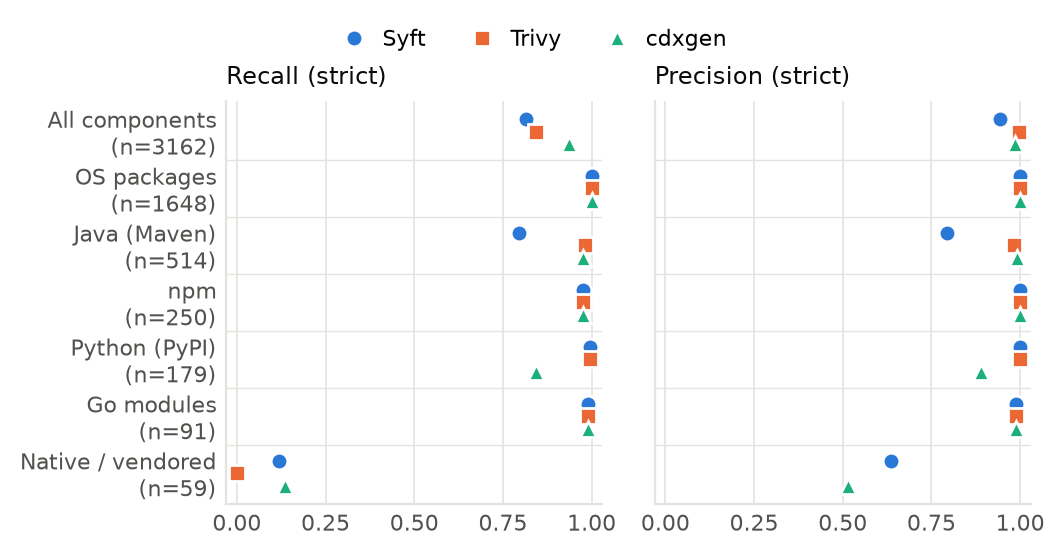 Syft Trivy cdxgen
Recall (strict) Precision (strict)
All components
(n=3162)
OS packages
(n=1648)
Java (Maven)
(n=514)
npm
(n=250)
Python (PyPI)
(n=179)
Go modules
(n=91)
Native / vendored
(n=59)
0.00 0.25 0.50 0.75 1.00 0.00 0.25 0.50 0.75 1.00